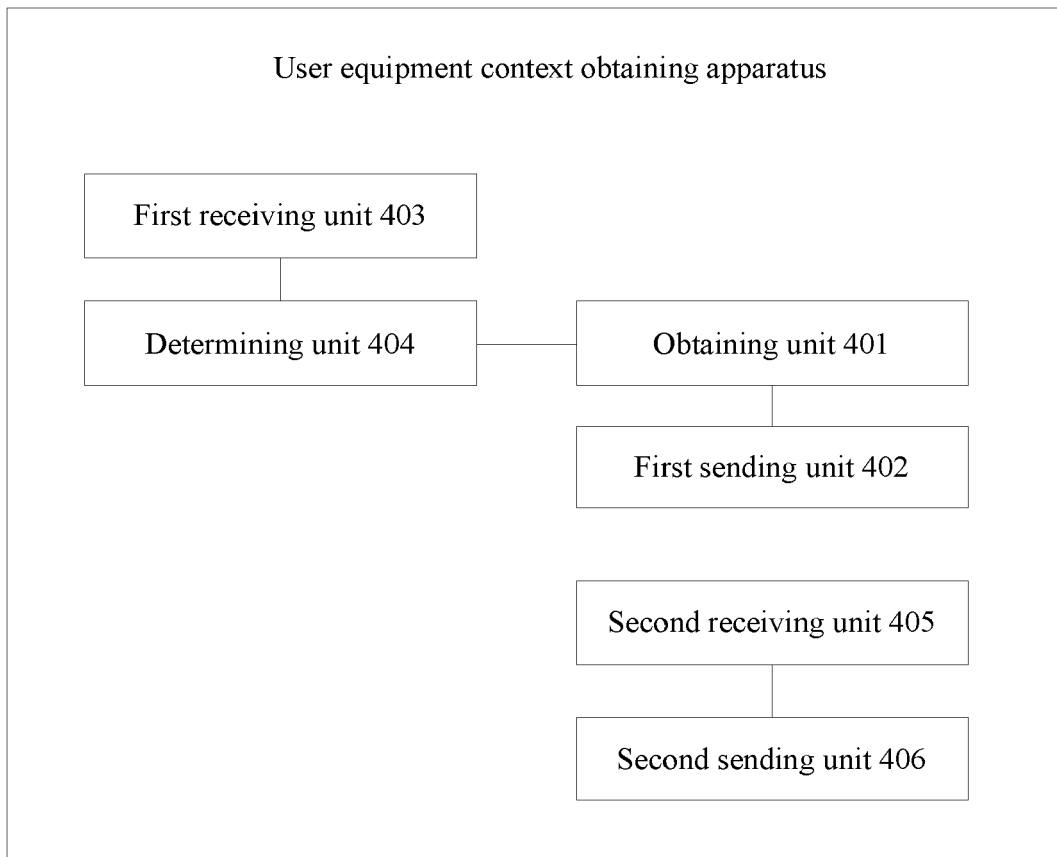 User equipment context obtaining apparatus
First receiving unit 403
Determining unit 404
Obtaining unit 401
First sending unit 402
Second receiving unit 405
Second sending unit 406